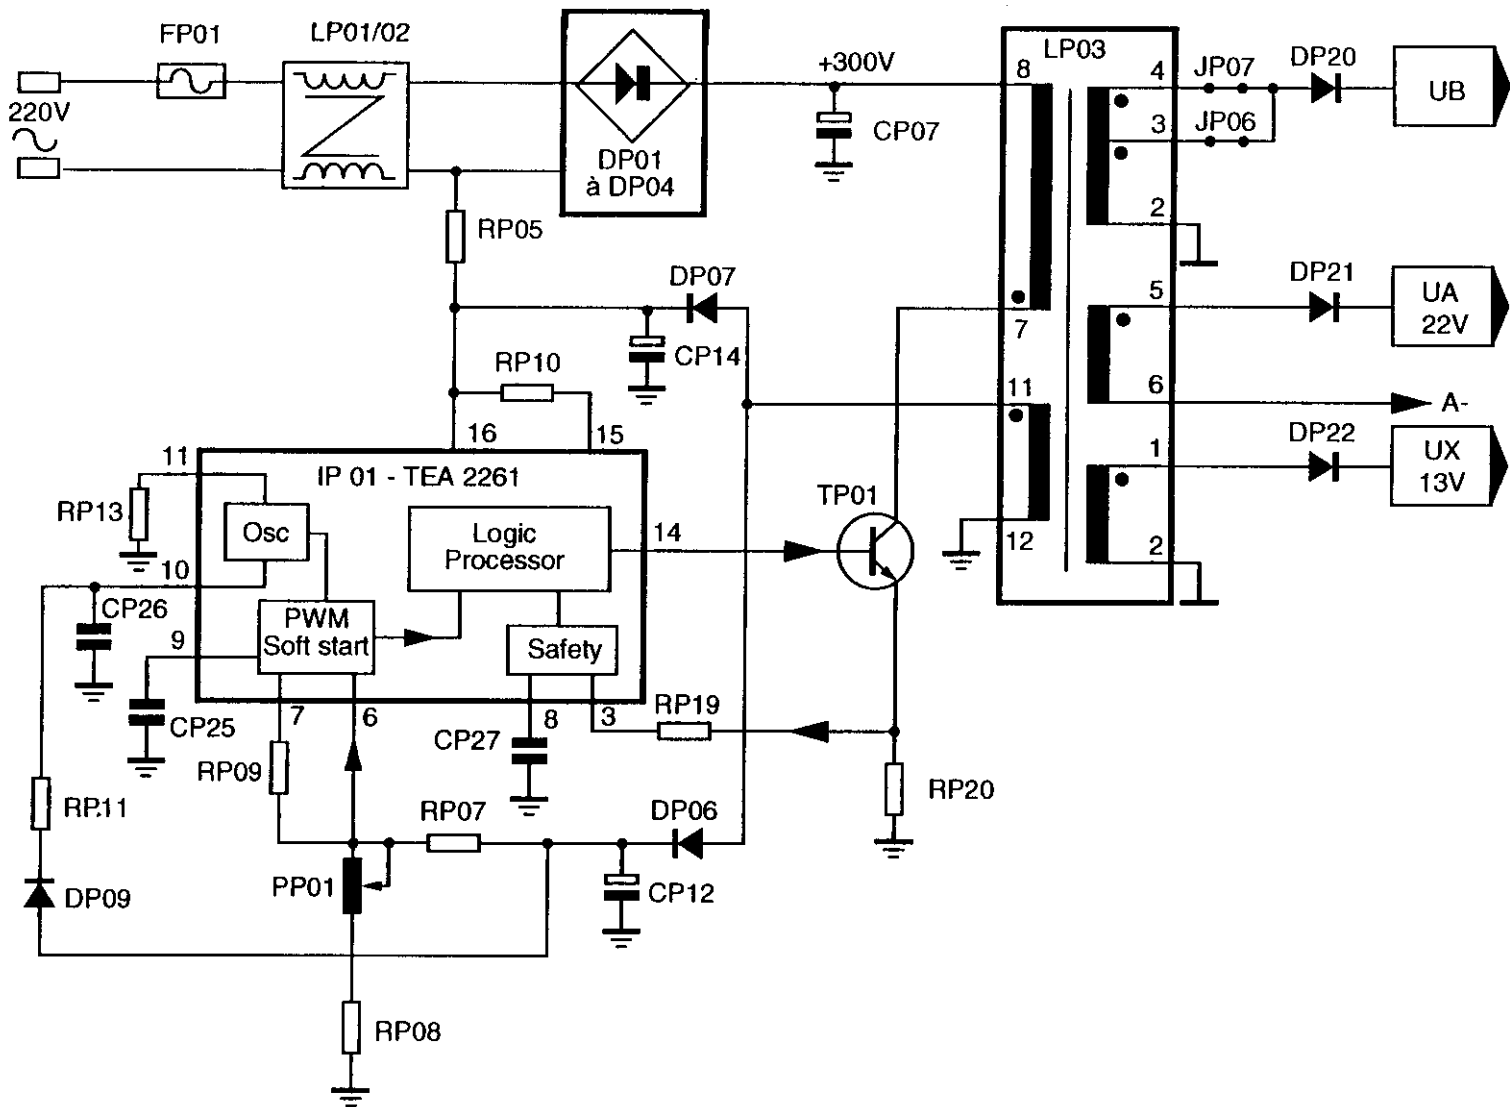 FP01
LP01/02
220V
DP01
à DP04
+300V
CP07
LP03
8
4
JP07
DP20
UB
3
JP06
2
RP05
DP07
CP14
RP10
7
5
DP21
UA
22V
11
6
A-
16
15
DP22
1
UX
13V
11
IP 01 - TEA 2261
RP13
Osc
Logic
Processor
14
TP01
12
2
10
CP26
PWM
Soft start
9
Safety
CP25
7
6
8
3
RP19
CP27
RP09
RP20
RP.11
RP07
DP06
DP09
PP01
CP12
RP08